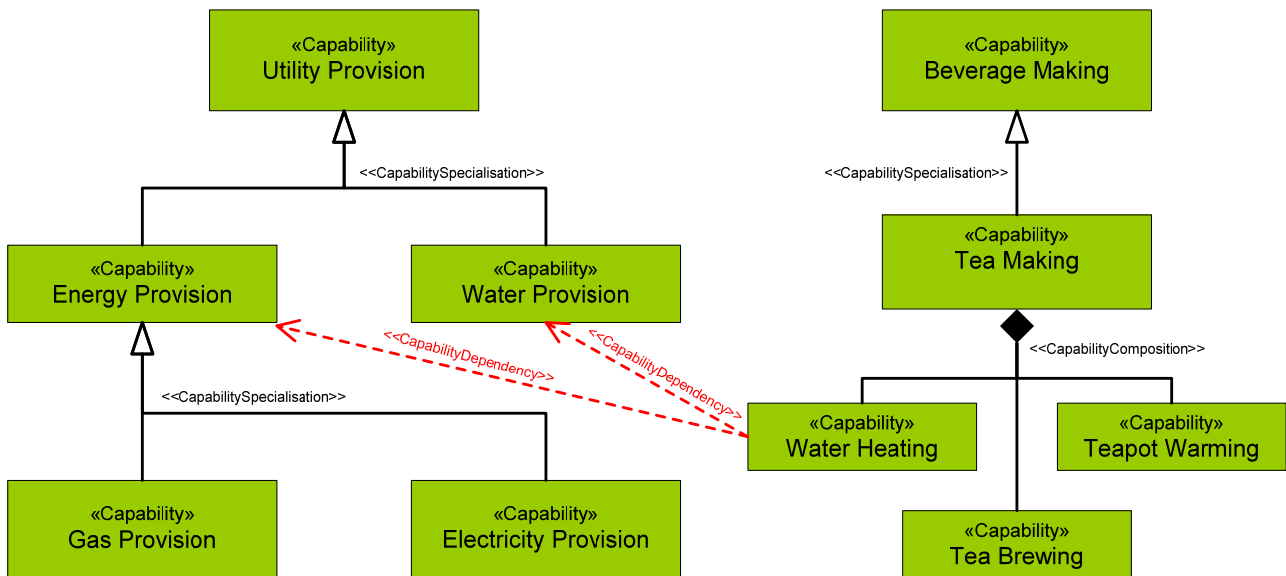 «Capability»
Utility Provision
«Capability»
Beverage Making
<<CapabilitySpecialisation>>
<<CapabilitySpecialisation>>
«Capability»
Energy Provision
«Capability»
Water Provision
«Capability»
Tea Making
<<CapabilityDependency>>
<<CapabilityDependency>>
<<CapabilityComposition>>
<<CapabilitySpecialisation>>
«Capability»
Water Heating
«Capability»
Teapot Warming
«Capability»
Gas Provision
«Capability»
Electricity Provision
«Capability»
Tea Brewing